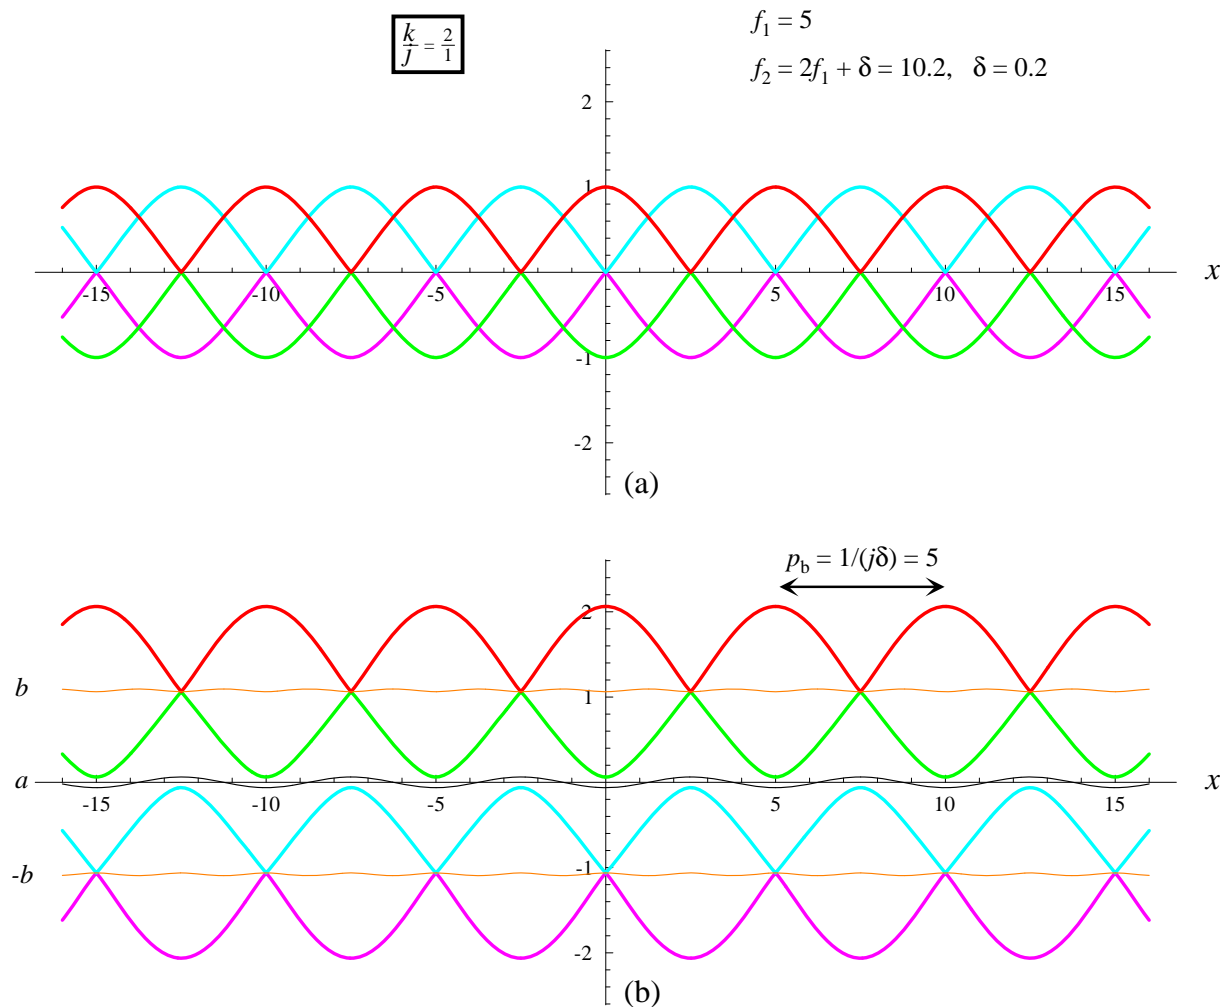 k/j = 2/1
f1 = 5
f2 = 2f1 + δ = 10.2, δ = 0.2
2
1
-15 -10 -5 5 10 15 x
-1
-2
(a)
pb = 1/(jδ) = 5
2
b
1
a
-15 -10 -5 5 10 15 x
-1
-b
-2
(b)